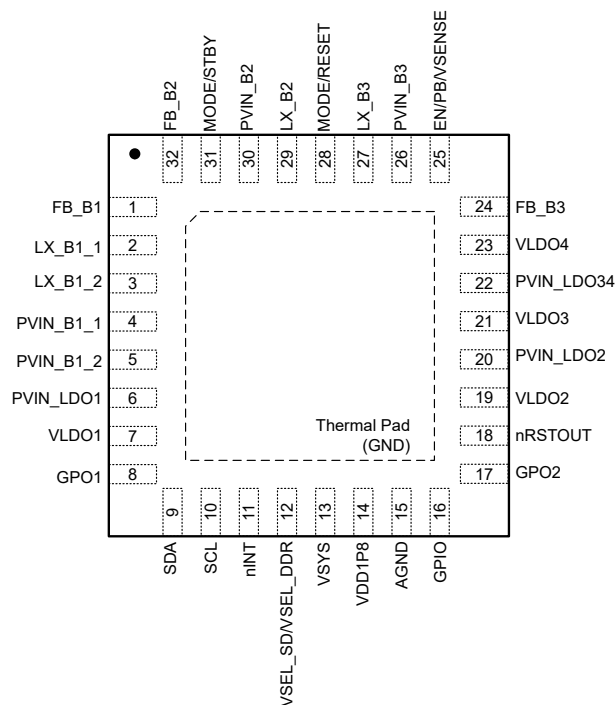 FB_B2
MODE/STBY
PVIN_B2
LX_B2
MODE/RESET
LX_B3
PVIN_B3
EN/PB/VSENSE
32
31
30
29
28
27
26
25
FB_B1 1
24 FB_B3
LX_B1_1 2
23 VLDO4
LX_B1_2 3
22 PVIN_LDO34
PVIN_B1_1 4
21 VLDO3
PVIN_B1_2 5
20 PVIN_LDO2
PVIN_LDO1 6
19 VLDO2
VLDO1 7
18 nRSTOUT
GPO1 8
17 GPO2
Thermal Pad
(GND)
9
10
11
12
13
14
15
16
SDA
SCL
nINT
VSEL_SD/VSEL_DDR
VSYS
VDD1P8
AGND
GPIO